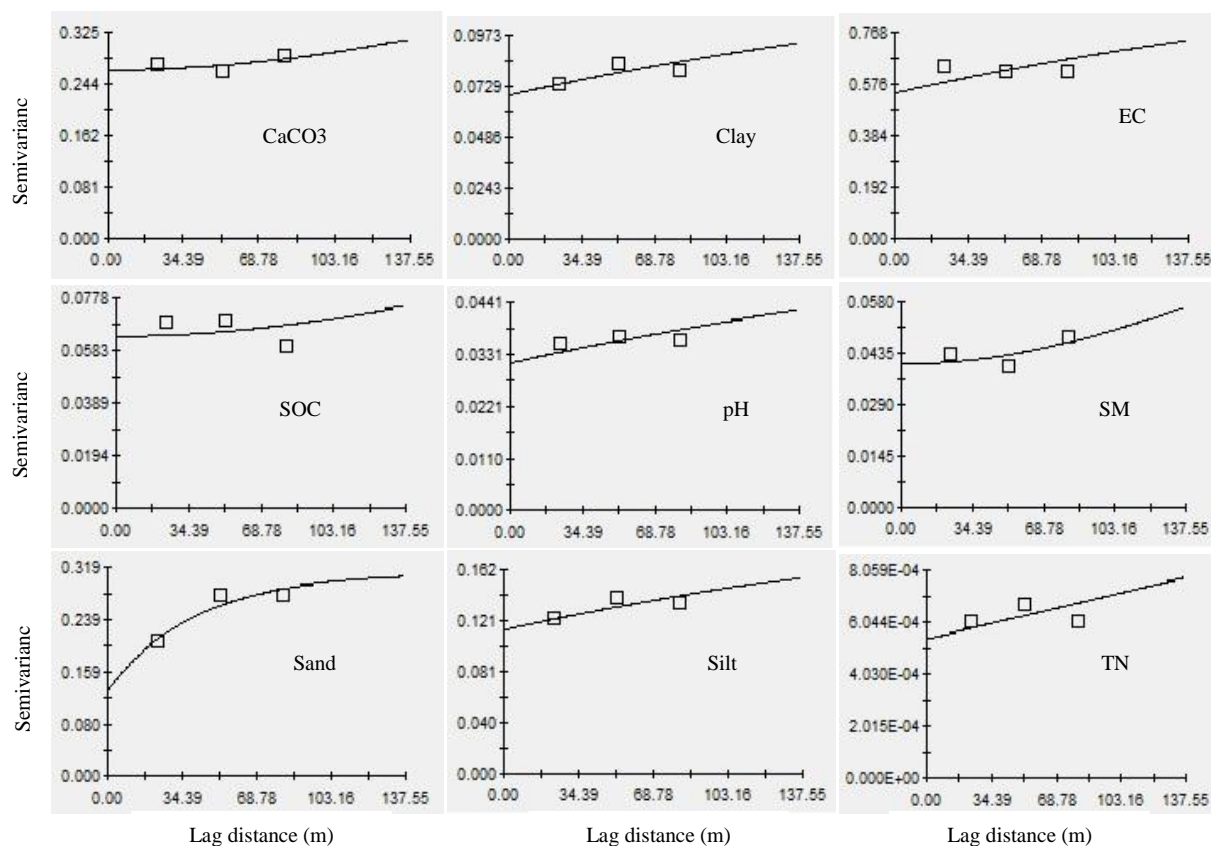 0.325
0.244
0.162
0.081
0.000
0.00 34.39 68.78 103.16 137.55
CaCO3
Semivarianc
0.0973
0.0729
0.0486
0.0243
0.0000
0.00 34.39 68.78 103.16 137.55
Clay
0.768
0.576
0.384
0.192
0.000
0.00 34.39 68.78 103.16 137.55
EC
0.0778
0.0583
0.0389
0.0194
0.0000
0.00 34.39 68.78 103.16 137.55
SOC
Semivarianc
0.0441
0.0331
0.0221
0.0110
0.0000
0.00 34.39 68.78 103.16 137.55
pH
0.0580
0.0435
0.0290
0.0145
0.0000
0.00 34.39 68.78 103.16 137.55
SM
0.319
0.239
0.159
0.080
0.000
0.00 34.39 68.78 103.16 137.55
Sand
Semivarianc
Lag distance (m)
0.162
0.121
0.081
0.040
0.000
0.00 34.39 68.78 103.16 137.55
Silt
Lag distance (m)
8.059E-04
6.044E-04
4.030E-04
2.015E-04
0.000E+00
0.00 34.39 68.78 103.16 137.55
TN
Lag distance (m)